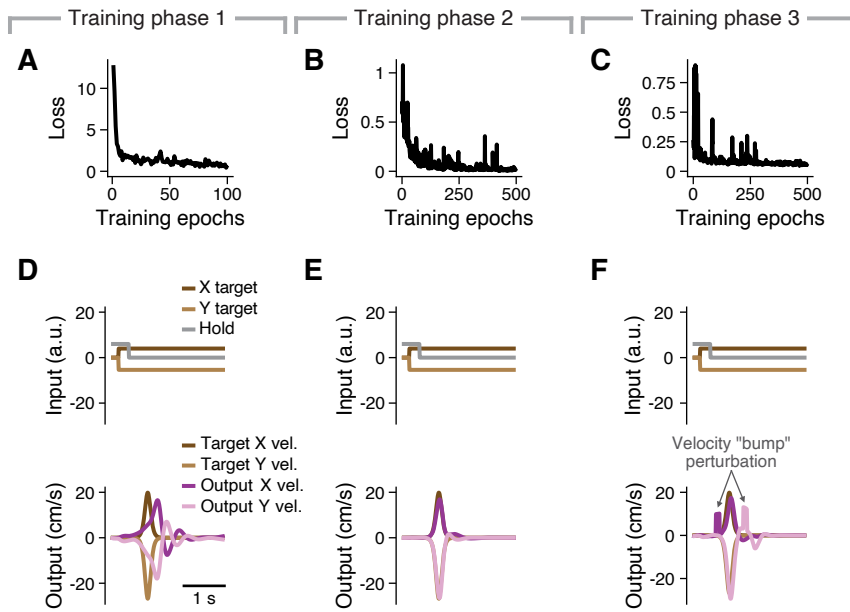 Training phase 1
Training phase 2
Training phase 3
A
B
C
Loss
10
5
0
0
50
100
Training epochs
Loss
1
0.5
0
0
250
500
Training epochs
Loss
0.75
0.5
0.25
0
0
250
500
Training epochs
D
E
F
X target
Y target
Hold
Input (a.u.)
20
0
-20
Input (a.u.)
20
0
-20
Input (a.u.)
20
0
-20
Target X vel.
Target Y vel.
Output X vel.
Output Y vel.
Velocity "bump"
perturbation
Output (cm/s)
20
0
-20
1 s
Output (cm/s)
20
0
-20
Output (cm/s)
20
0
-20